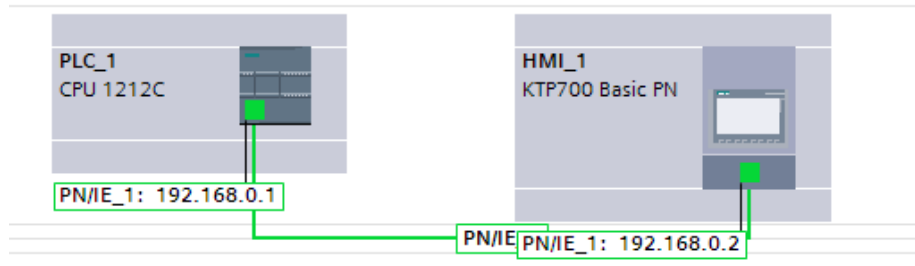 PLC_1
CPU 1212C
HMI_1
KTP700 Basic PN
PN/IE_1: 192.168.0.1
PN/IE
PN/IE_1: 192.168.0.2